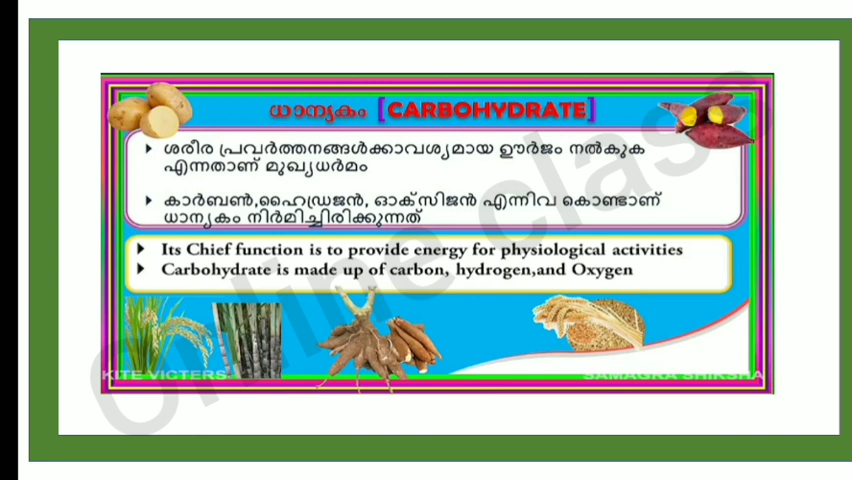 ധാന്യകം [CARBOHYDRATE]
ശരീര പ്രവർത്തനങ്ങൾക്കാവശ്യമായ ഊർജം നൽകുക
എന്നതാണ് മുഖ്യധർമം
കാർബൺ,ഹൈഡ്രജൻ, ഓക്സിജൻ എന്നിവ കൊണ്ടാണ്
ധാന്യകം നിർമിച്ചിരിക്കുന്നത്
Its Chief function is to provide energy for physiological activities
Carbohydrate is made up of carbon, hydrogen,and Oxygen
KITE VICTERS
SAMAGRA SHIKSHA
Online class